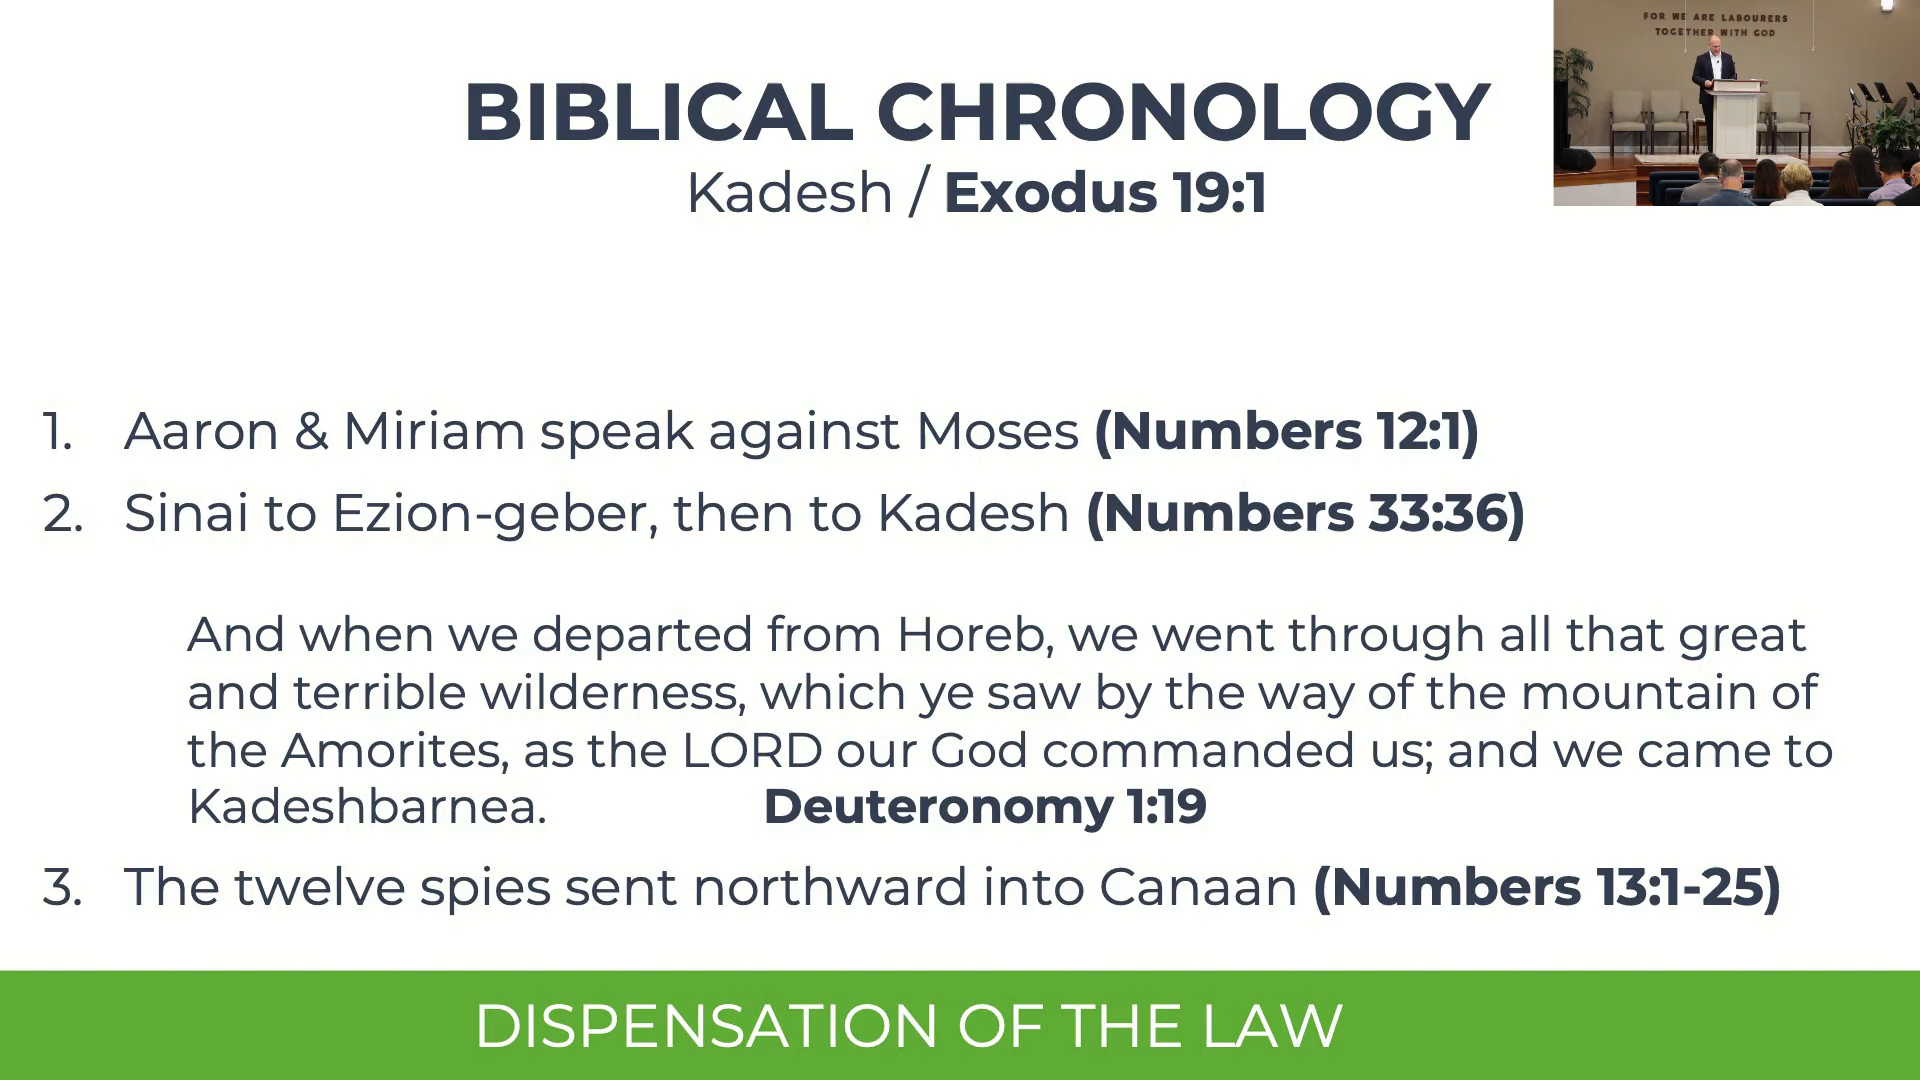 BIBLICAL CHRONOLOGY
Kadesh / Exodus 19:1
FOR WE ARE LABOURERS
TOGETHER WITH GOD
1. Aaron & Miriam speak against Moses (Numbers 12:1)
2. Sinai to Ezion-geber, then to Kadesh (Numbers 33:36)
And when we departed from Horeb, we went through all that great
and terrible wilderness, which ye saw by the way of the mountain of
the Amorites, as the LORD our God commanded us; and we came to
Kadeshbarnea. Deuteronomy 1:19
3. The twelve spies sent northward into Canaan (Numbers 13:1-25)
DISPENSATION OF THE LAW